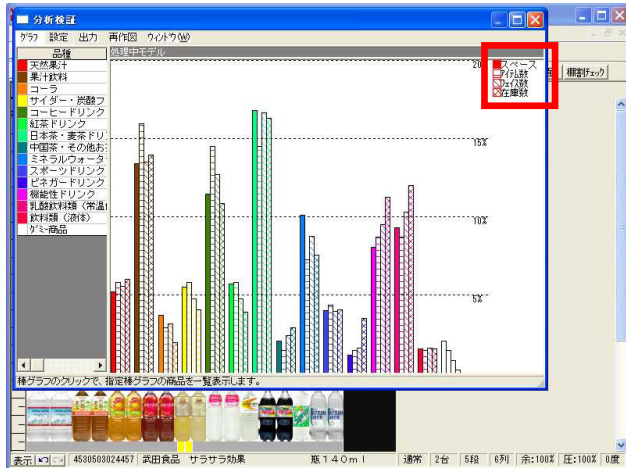 分析検証
グラフ 設定 出力 再作図 ウィンドウ(W)
品種
処理中モデル
天然果汁
果汁飲料
コーラ
サイダー・炭酸フ
コーヒードリンク
紅茶ドリンク
日本茶・麦茶ドリ
中国茶・その他お
ミネラルウォータ
スポーツドリンク
ビネガードリンク
機能性ドリンク
乳酸飲料類（常温
飲料類（液体）
ダミー商品
20
15%
10%
5%
スペース
アイテム数
フェイス数
在庫数
棚割チェック
棒グラフのクリックで、指定棒グラフの商品を一覧表示します。
表示 4530503024457 武田食品 サラサラ効果 瓶１４０ｍｌ 通常 2台 5段 6列 余:100% 圧:100% 0度